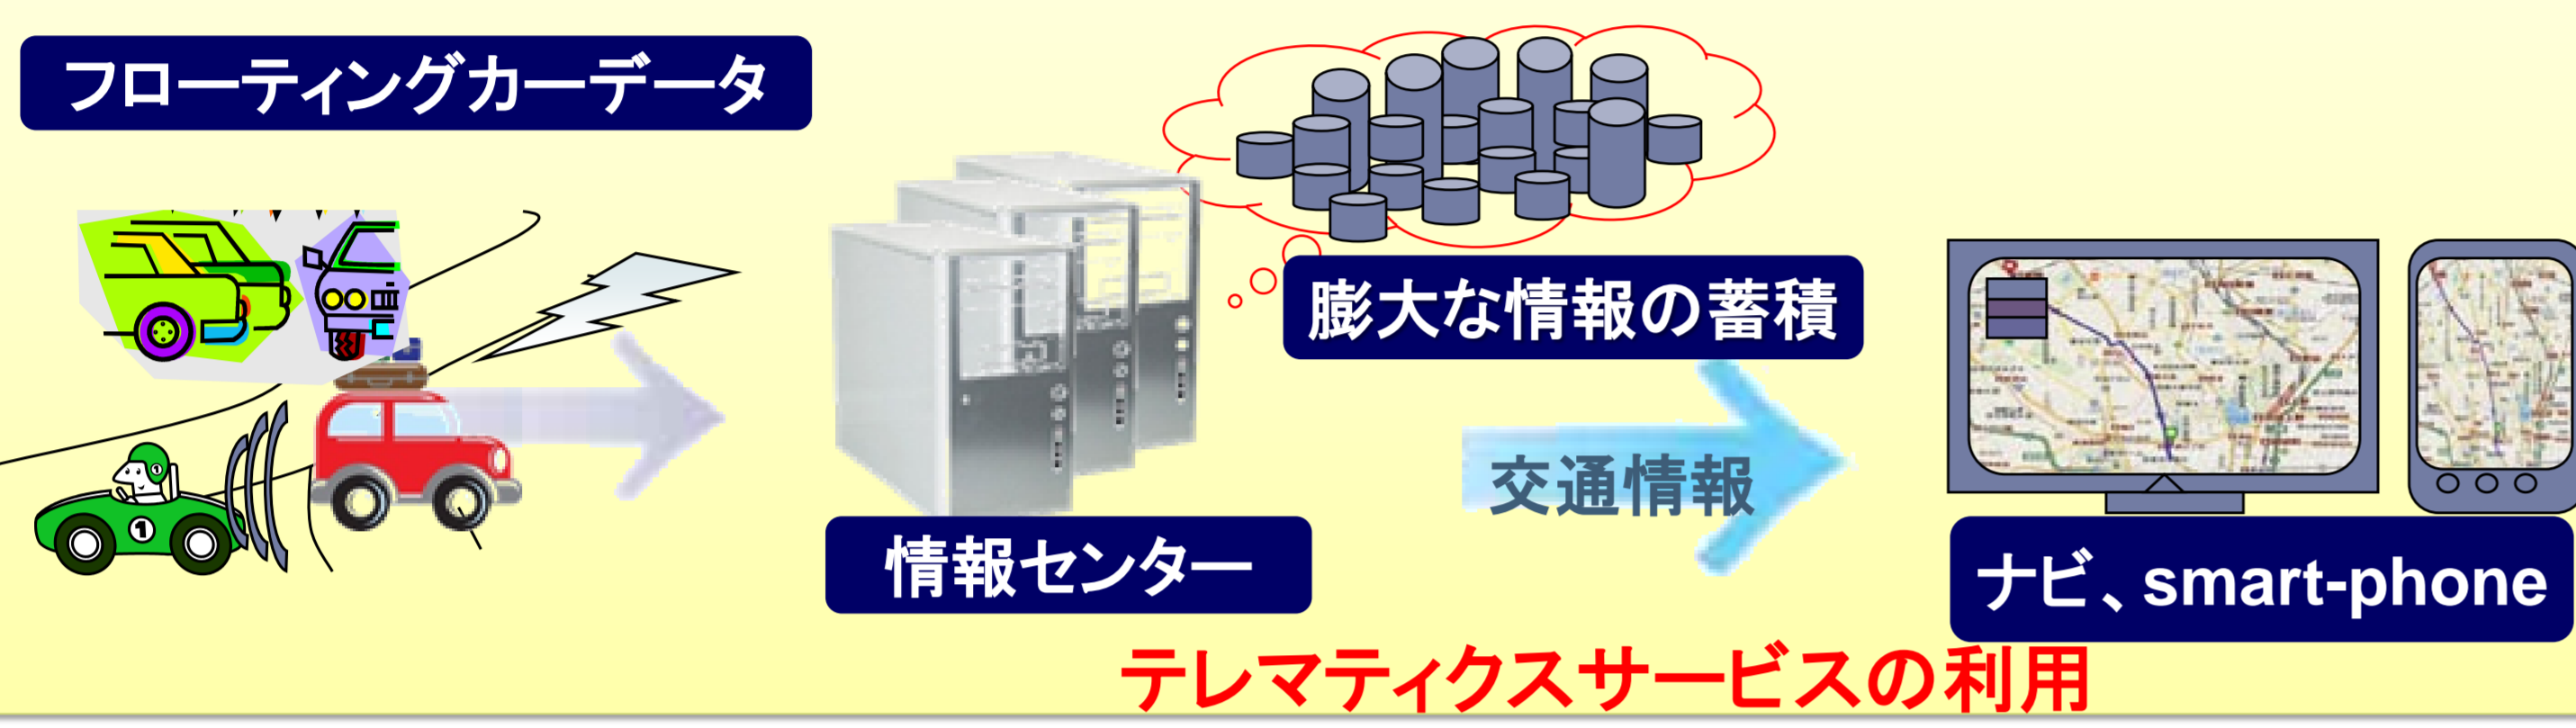 フローティングカーデータ
膨大な情報の蓄積
交通情報
情報センター
ナビ、smart-phone
テレマティクスサービスの利用
1
1